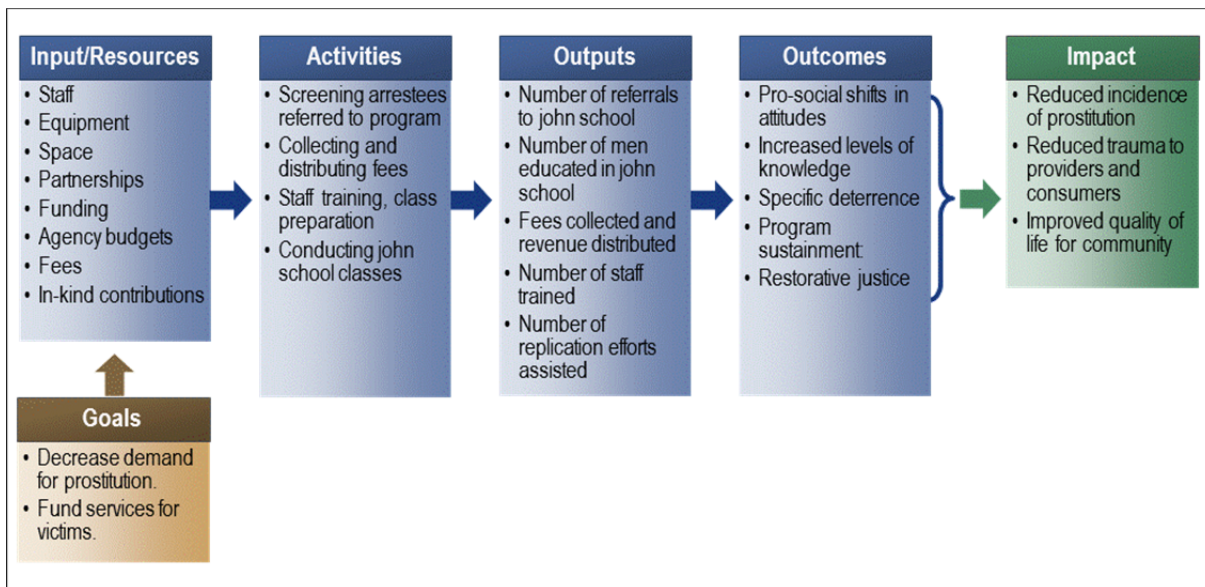 Input/Resources
• Staff
• Equipment
• Space
• Partnerships
• Funding
• Agency budgets
• Fees
• In-kind contributions
Goals
• Decrease demand
for prostitution.
• Fund services for
victims.
Activities
• Screening arrestees
referred to program
• Collecting and
distributing fees
• Staff training, class
preparation
• Conducting john
school classes
Outputs
• Number of referrals
to john school
• Number of men
educated in john
school
• Fees collected and
revenue distributed
• Number of staff
trained
• Number of
replication efforts
assisted
Outcomes
• Pro-social shifts in
attitudes
• Increased levels of
knowledge
• Specific deterrence
• Program
sustainment:
• Restorative justice
Impact
• Reduced incidence
of prostitution
• Reduced trauma to
providers and
consumers
• Improved quality of
life for community